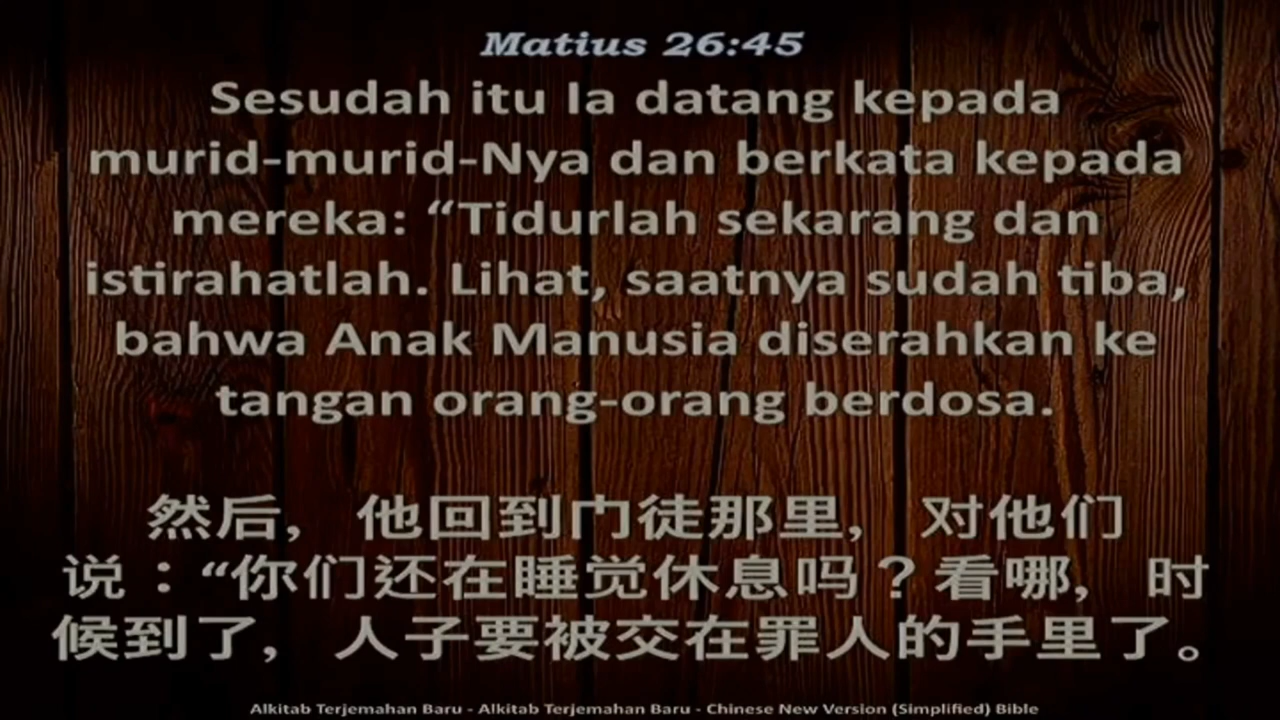 Matius 26:45
Sesudah itu Ia datang kepada
murid-murid-Nya dan berkata kepada
mereka: “Tidurlah sekarang dan
istirahatlah. Lihat, saatnya sudah tiba,
bahwa Anak Manusia diserahkan ke
tangan orang-orang berdosa.
然后，他回到门徒那里，对他们
说：“你们还在睡觉休息吗？看哪，时
候到了，人子要被交在罪人的手里了。
Alkitab Terjemahan Baru - Alkitab Terjemahan Baru - Chinese New Version (Simplified) Bible